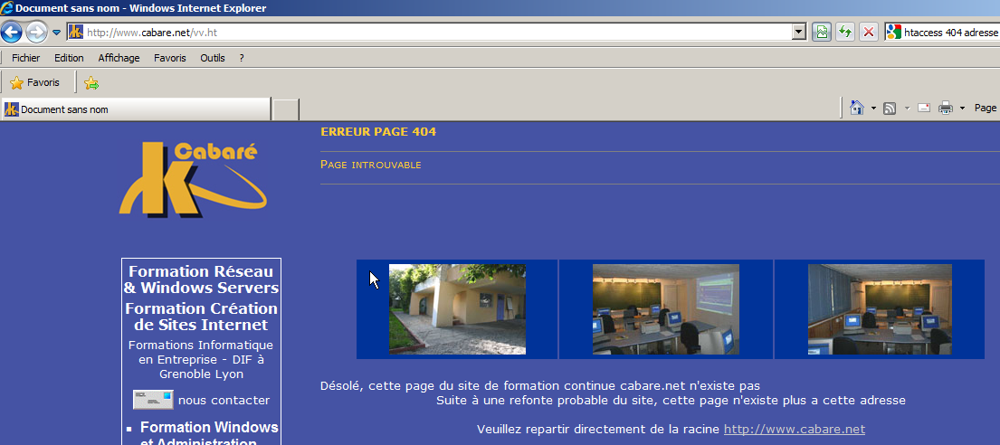 Document sans nom - Windows Internet Explorer
http://www.cabare.net/vv.ht
htaccess 404 adresse
Fichier Edition Affichage Favoris Outils ?
Favoris
Document sans nom
Page
Cabaré
ERREUR PAGE 404
PAGE INTROUVABLE
Formation Réseau
& Windows Servers
Formation Création
de Sites Internet
Formations Informatique
en Entreprise - DIF à
Grenoble Lyon
nous contacter
Formation Windows
et Administration
Désolé, cette page du site de formation continue cabare.net n'existe pas
Suite à une refonte probable du site, cette page n'existe plus a cette adresse
Veuillez repartir directement de la racine http://www.cabare.net